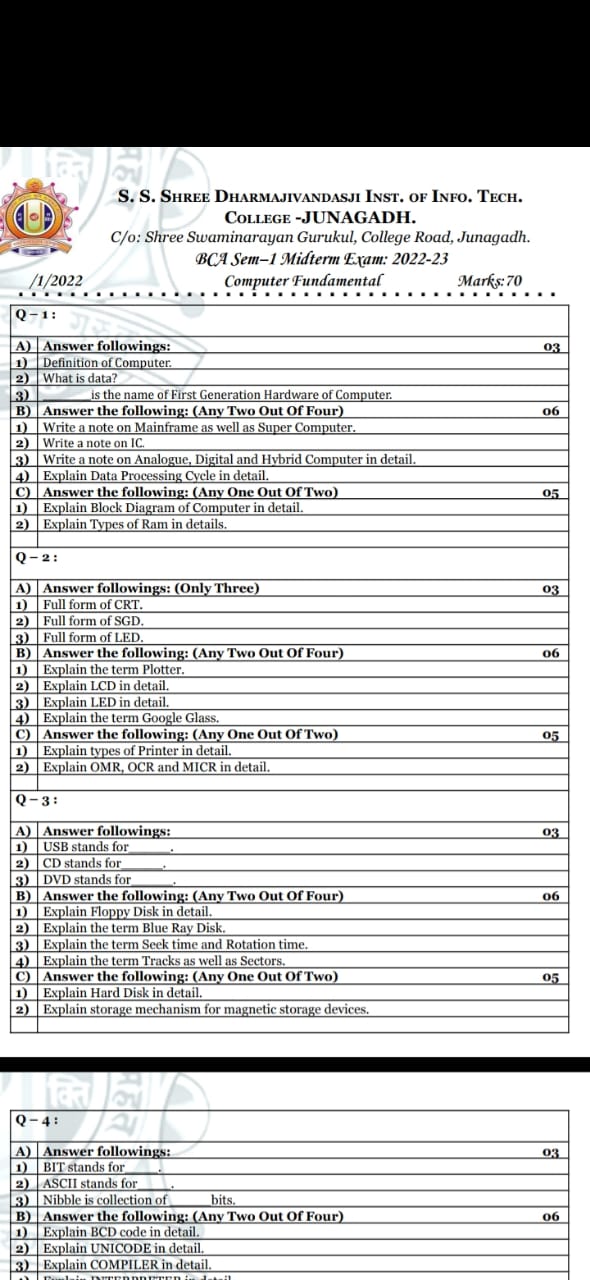 S. S. SHREE DHARMAJIVANDASJI INST. OF INFO. TECH.
COLLEGE -JUNAGADH.
C/o: Shree Swaminarayan Gurukul, College Road, Junagadh.
BCA Sem-1 Midterm Exam: 2022-23
/1/2022 Computer Fundamental Marks:70
Q – 1 :
A) Answer followings: 03
1) Definition of Computer.
2) What is data?
3) ________is the name of First Generation Hardware of Computer.
B) Answer the following: (Any Two Out Of Four) 06
1) Write a note on Mainframe as well as Super Computer.
2) Write a note on IC.
3) Write a note on Analogue, Digital and Hybrid Computer in detail.
4) Explain Data Processing Cycle in detail.
C) Answer the following: (Any One Out Of Two) 05
1) Explain Block Diagram of Computer in detail.
2) Explain Types of Ram in details.
Q – 2 :
A) Answer followings: (Only Three) 03
1) Full form of CRT.
2) Full form of SGD.
3) Full form of LED.
B) Answer the following: (Any Two Out Of Four) 06
1) Explain the term Plotter.
2) Explain LCD in detail.
3) Explain LED in detail.
4) Explain the term Google Glass.
C) Answer the following: (Any One Out Of Two) 05
1) Explain types of Printer in detail.
2) Explain OMR, OCR and MICR in detail.
Q – 3 :
A) Answer followings: 03
1) USB stands for______.
2) CD stands for______.
3) DVD stands for______.
B) Answer the following: (Any Two Out Of Four) 06
1) Explain Floppy Disk in detail.
2) Explain the term Blue Ray Disk.
3) Explain the term Seek time and Rotation time.
4) Explain the term Tracks as well as Sectors.
C) Answer the following: (Any One Out Of Two) 05
1) Explain Hard Disk in detail.
2) Explain storage mechanism for magnetic storage devices.
Q – 4 :
A) Answer followings: 03
1) BIT stands for_____.
2) ASCII stands for_____.
3) Nibble is collection of ______ bits.
B) Answer the following: (Any Two Out Of Four) 06
1) Explain BCD code in detail.
2) Explain UNICODE in detail.
3) Explain COMPILER in detail.
Explain INTERPRETER in detail